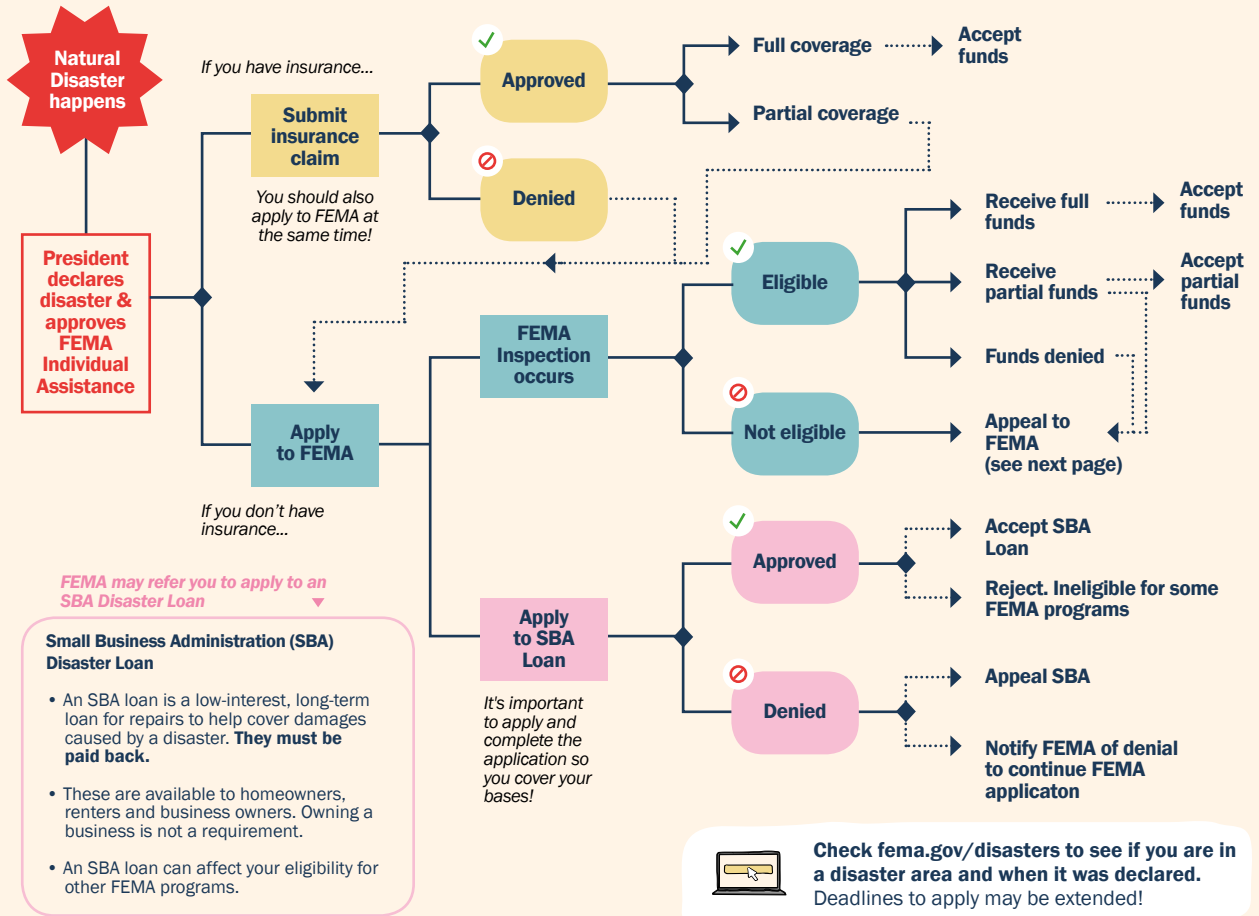 Natural
Disaster
happens
President
declares
disaster &
approves
FEMA
Individual
Assistance
If you have insurance...
Submit
insurance
claim
You should also
apply to FEMA at
the same time!
Approved
Denied
Full coverage
Accept
funds
Partial coverage
Apply
to FEMA
If you don't have
insurance...
FEMA
Inspection
occurs
Eligible
Not eligible
Receive full
funds
Accept
funds
Receive
partial funds
Accept
partial
funds
Funds denied
Appeal to
FEMA
(see next page)
Apply
to SBA
Loan
It's important
to apply and
complete the
application so
you cover your
bases!
Approved
Denied
Accept SBA
Loan
Reject. Ineligible for some
FEMA programs
Appeal SBA
Notify FEMA of denial
to continue FEMA
applicaton
FEMA may refer you to apply to an
SBA Disaster Loan
Small Business Administration (SBA)
Disaster Loan
• An SBA loan is a low-interest, long-term
loan for repairs to help cover damages
caused by a disaster. They must be
paid back.
• These are available to homeowners,
renters and business owners. Owning a
business is not a requirement.
• An SBA loan can affect your eligibility for
other FEMA programs.
Check fema.gov/disasters to see if you are in
a disaster area and when it was declared.
Deadlines to apply may be extended!